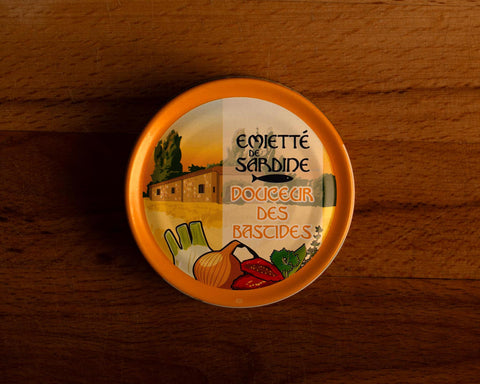 EMIETTÉ
DE
SARDINE
DOUCEUR
DES
BASTIDES